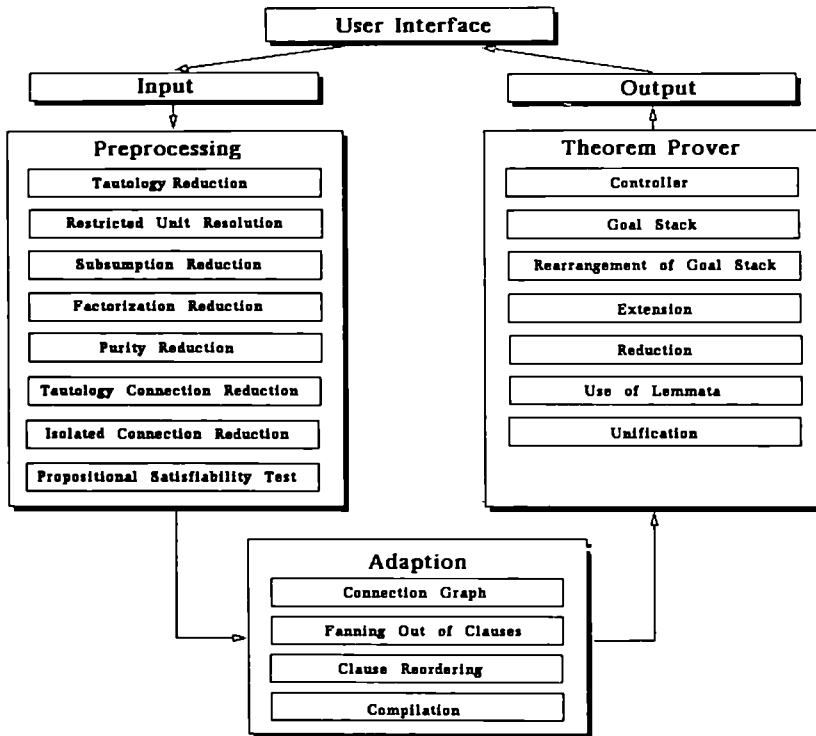 User Interface
Input
Output
Preprocessing
Tautology Reduction
Restricted Unit Resolution
Subsumption Reduction
Factorization Reduction
Purity Reduction
Tautology Connection Reduction
Isolated Connection Reduction
Propositional Satisfiability Test
Theorem Prover
Controller
Goal Stack
Rearrangement of Goal Stack
Extension
Reduction
Use of Lemmata
Unification
Adaption
Connection Graph
Fanning Out of Clauses
Clause Reordering
Compilation